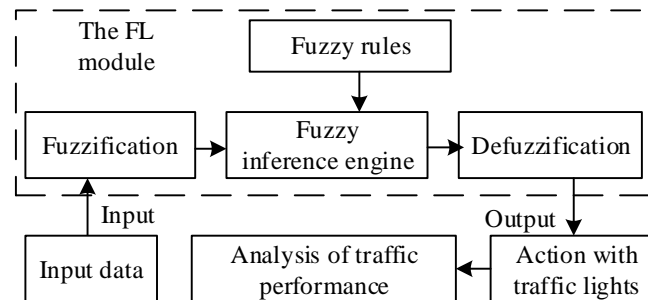 The FL
module
Fuzzy rules
Fuzzification
Fuzzy
inference engine
Defuzzification
Input
Output
Input data
Analysis of traffic
performance
Action with
traffic lights